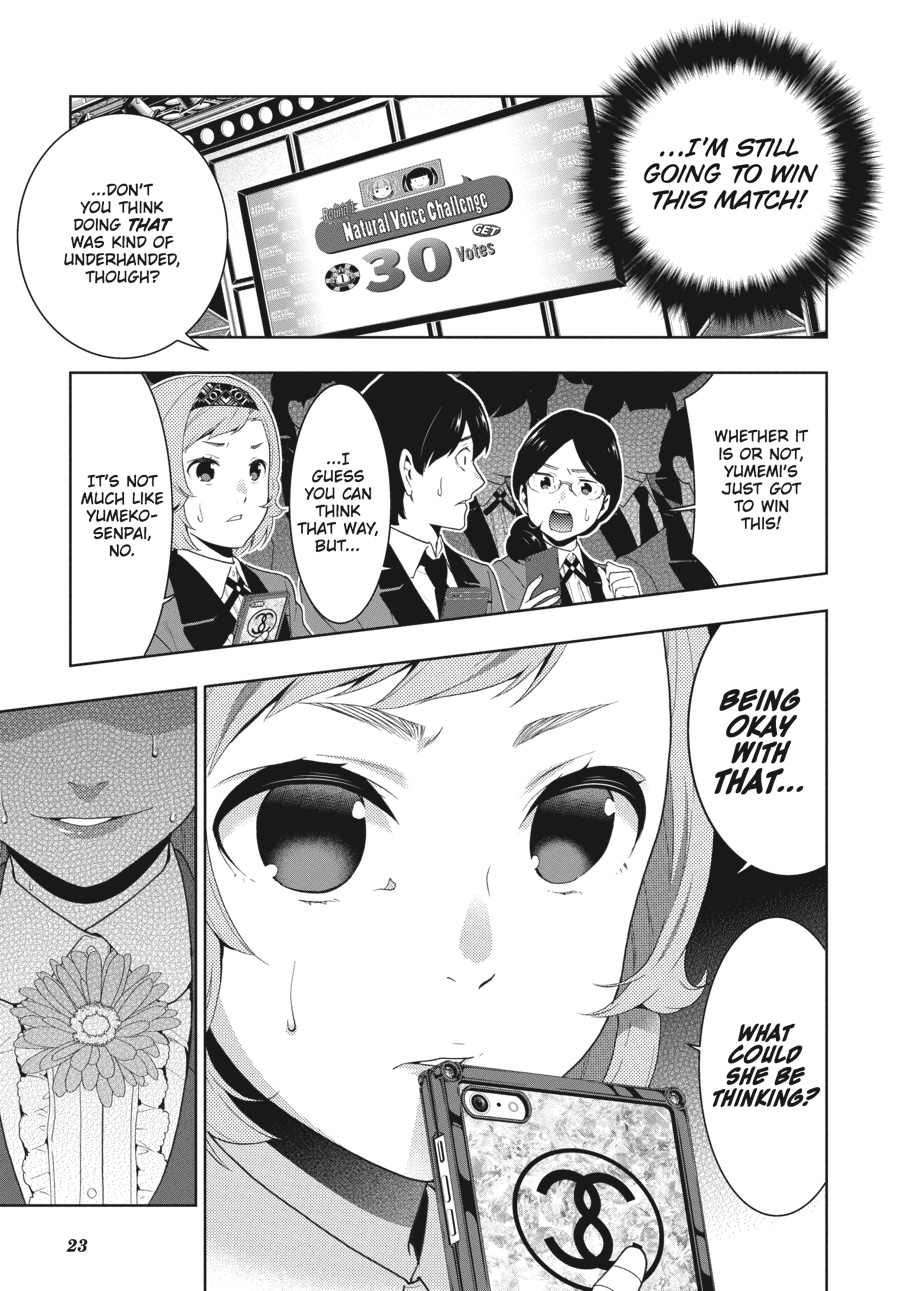 ...I'M STILL
GOING TO WIN
THIS MATCH!
Natural Voice Challenge
1
30
Votes
GET
...DON'T
YOU THINK
DOING THAT
WAS KIND OF
UNDERHANDED,
THOUGH?
WHETHER IT
IS OR NOT,
YUMEMI'S
JUST GOT
TO WIN
THIS!
...I
GUESS
YOU CAN
THINK
THAT WAY,
BUT...
IT'S NOT
MUCH LIKE
YUMEKO-
SENPAI,
NO.
BEING
OKAY
WITH
THAT...
WHAT
COULD
SHE BE
THINKING?
23